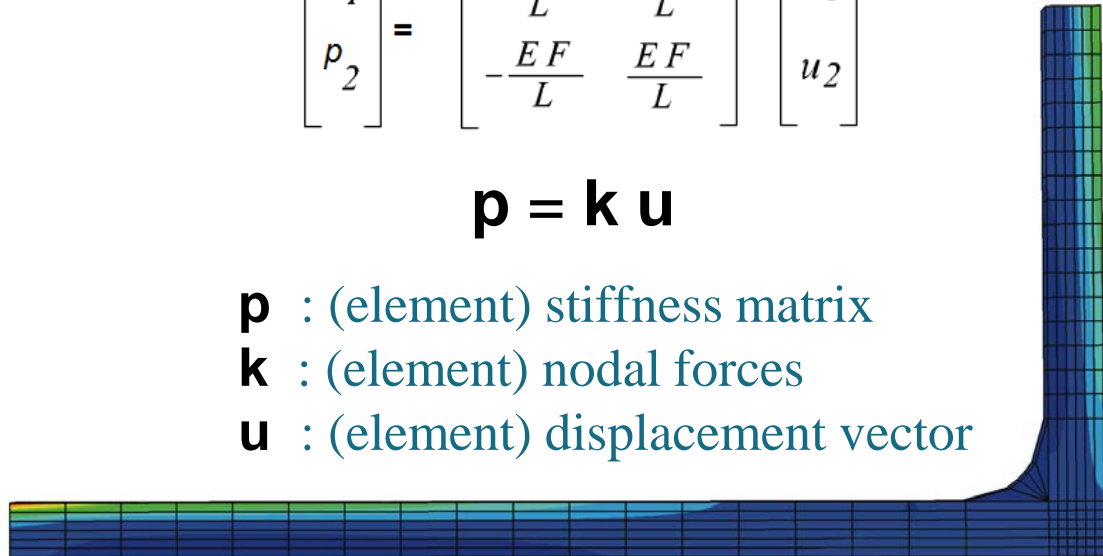 L L
p2 = -EF/L EF/L u2
p = k u
p : (element) stiffness matrix
k : (element) nodal forces
u : (element) displacement vector